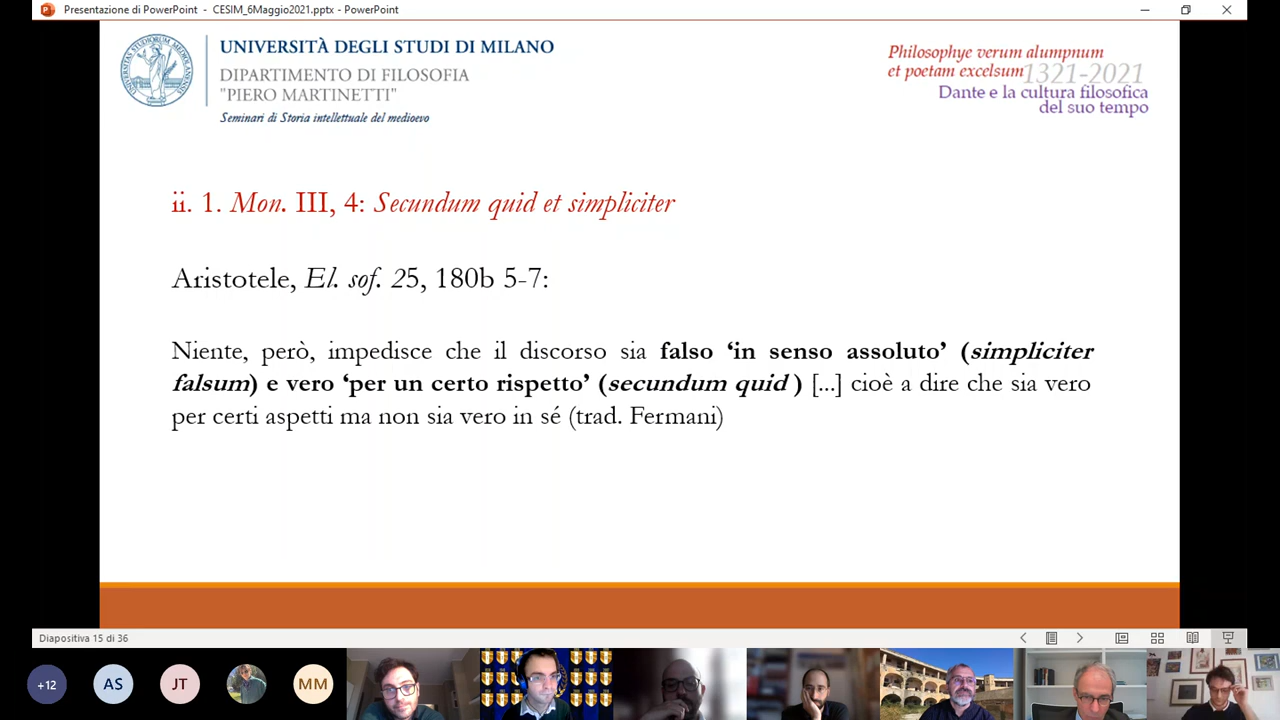 Presentazione di PowerPoint - CESIM_6Maggio2021.pptx - PowerPoint
UNIVERSITÀ DEGLI STUDI DI MILANO
DIPARTIMENTO DI FILOSOFIA
"PIERO MARTINETTI"
Seminari di Storia intellettuale del medioevo
Philosophye verum alumpnum
et poetam excelsum 1321-2021
Dante e la cultura filosofica
del suo tempo
ii. 1. Mon. III, 4: Secundum quid et simpliciter
Aristotele, El. sof. 25, 180b 5-7:
Niente, però, impedisce che il discorso sia falso ‘in senso assoluto’ (simpliciter
falsum) e vero ‘per un certo rispetto’ (secundum quid ) [...] cioè a dire che sia vero
per certi aspetti ma non sia vero in sé (trad. Fermani)
Diapositiva 15 di 36
+12
AS
JT
MM